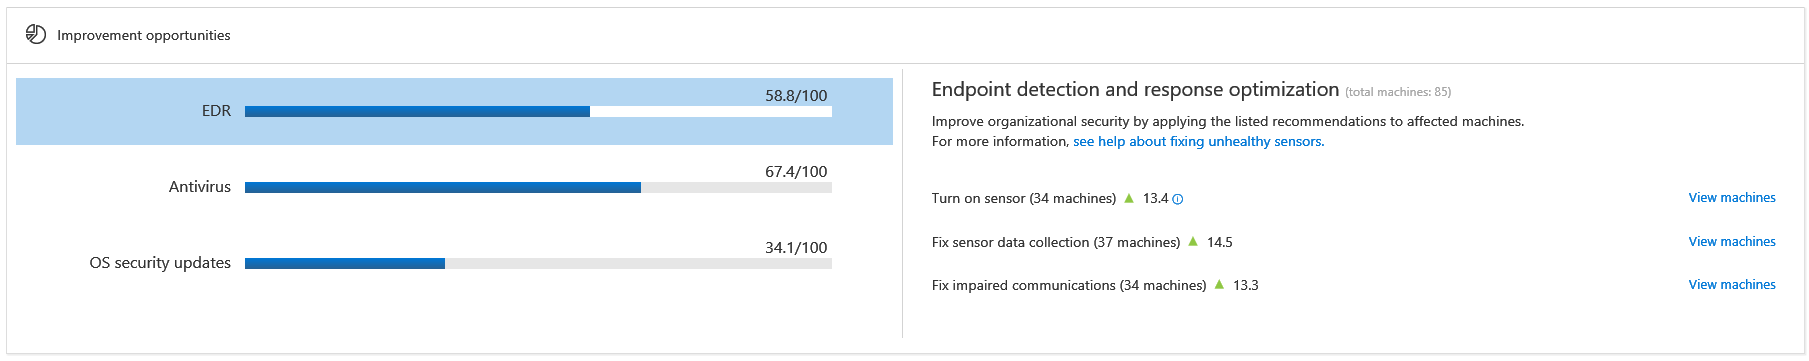 Improvement opportunities
EDR
58.8/100
Antivirus
67.4/100
OS security updates
34.1/100
Endpoint detection and response optimization (total machines: 85)
Improve organizational security by applying the listed recommendations to affected machines.
For more information, see help about fixing unhealthy sensors.
Turn on sensor (34 machines) ▲ 13.4 View machines
Fix sensor data collection (37 machines) ▲ 14.5 View machines
Fix impaired communications (34 machines) ▲ 13.3 View machines